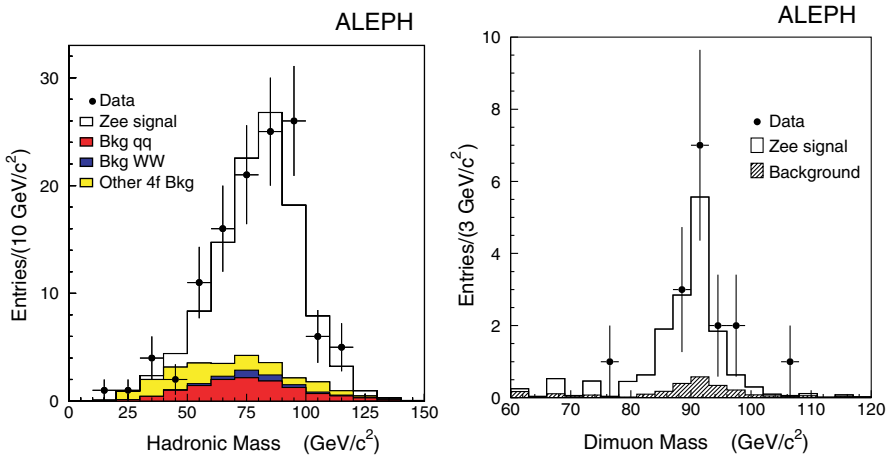 ALEPH
Entries/(10 GeV/c²)
30
20
10
0
Data
Zee signal
Bkg qq
Bkg WW
Other 4f Bkg
0 25 50 75 100 125 150
Hadronic Mass (GeV/c²)
ALEPH
Entries/(3 GeV/c²)
10
8
6
4
2
0
Data
Zee signal
Background
60 70 80 90 100 110 120
Dimuon Mass (GeV/c²)